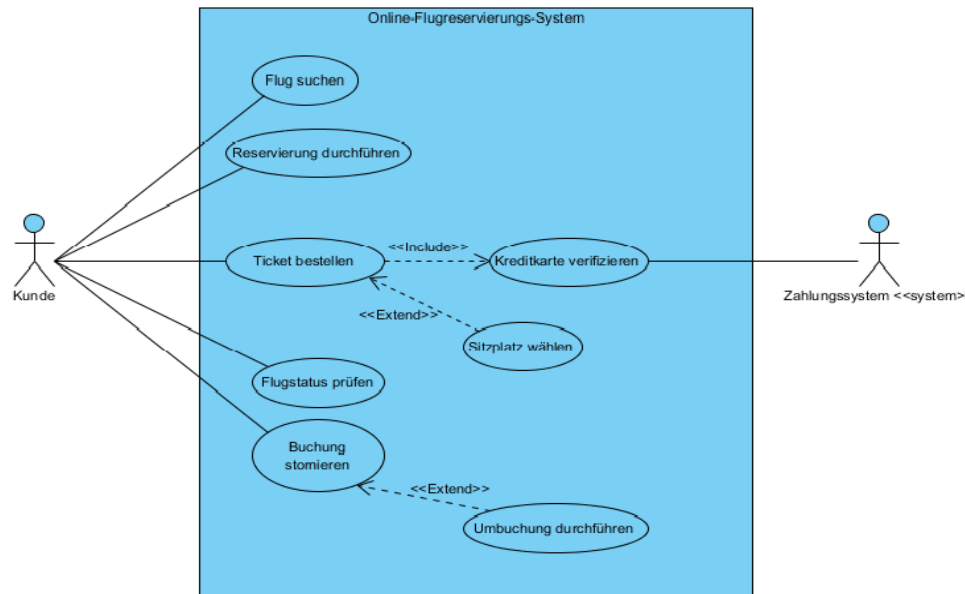 Online-Flugreservierungs-System
Flug suchen
Reservierung durchführen
Ticket bestellen
<<Include>>
Kreditkarte verifizieren
Kunde
Zahlungssystem <<system>
<<Extend>>
Sitzplatz wählen
Flugstatus prüfen
Buchung
stornieren
<<Extend>>
Umbuchung durchführen